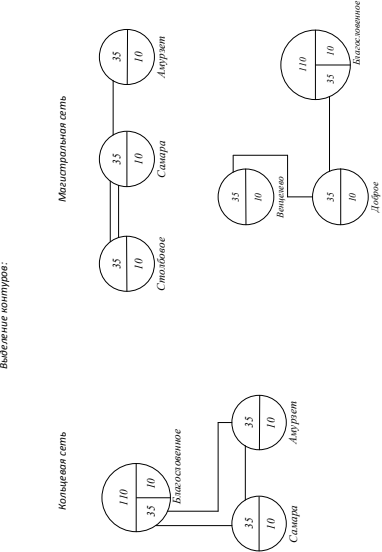 Выделение контуров:
Кольцевая сеть
110
35
10
Благословенное
35
10
Самара
35
10
Амурзет
Магистральная сеть
35
10
Столбовое
35
10
Самара
35
10
Амурзет
35
10
Венцелево
35
10
Доброе
110
35
10
Благословенное